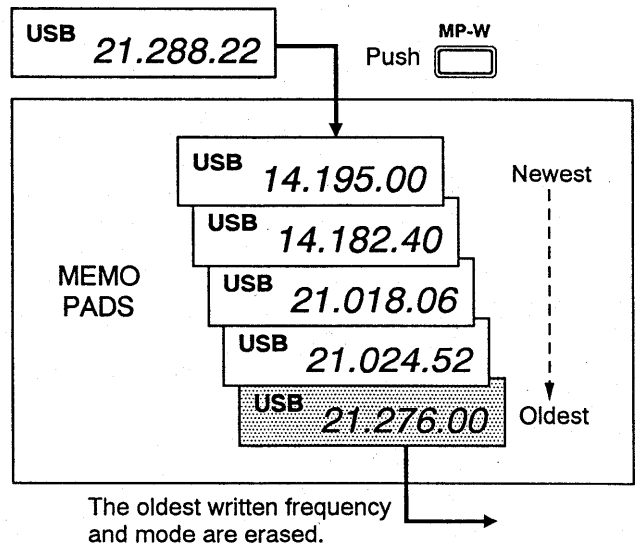 USB 21.288.22
MP-W
Push
USB 14.195.00
Newest
USB 14.182.40
MEMO
PADS
USB 21.018.06
USB 21.024.52
USB 21.276.00
Oldest
The oldest written frequency
and mode are erased.